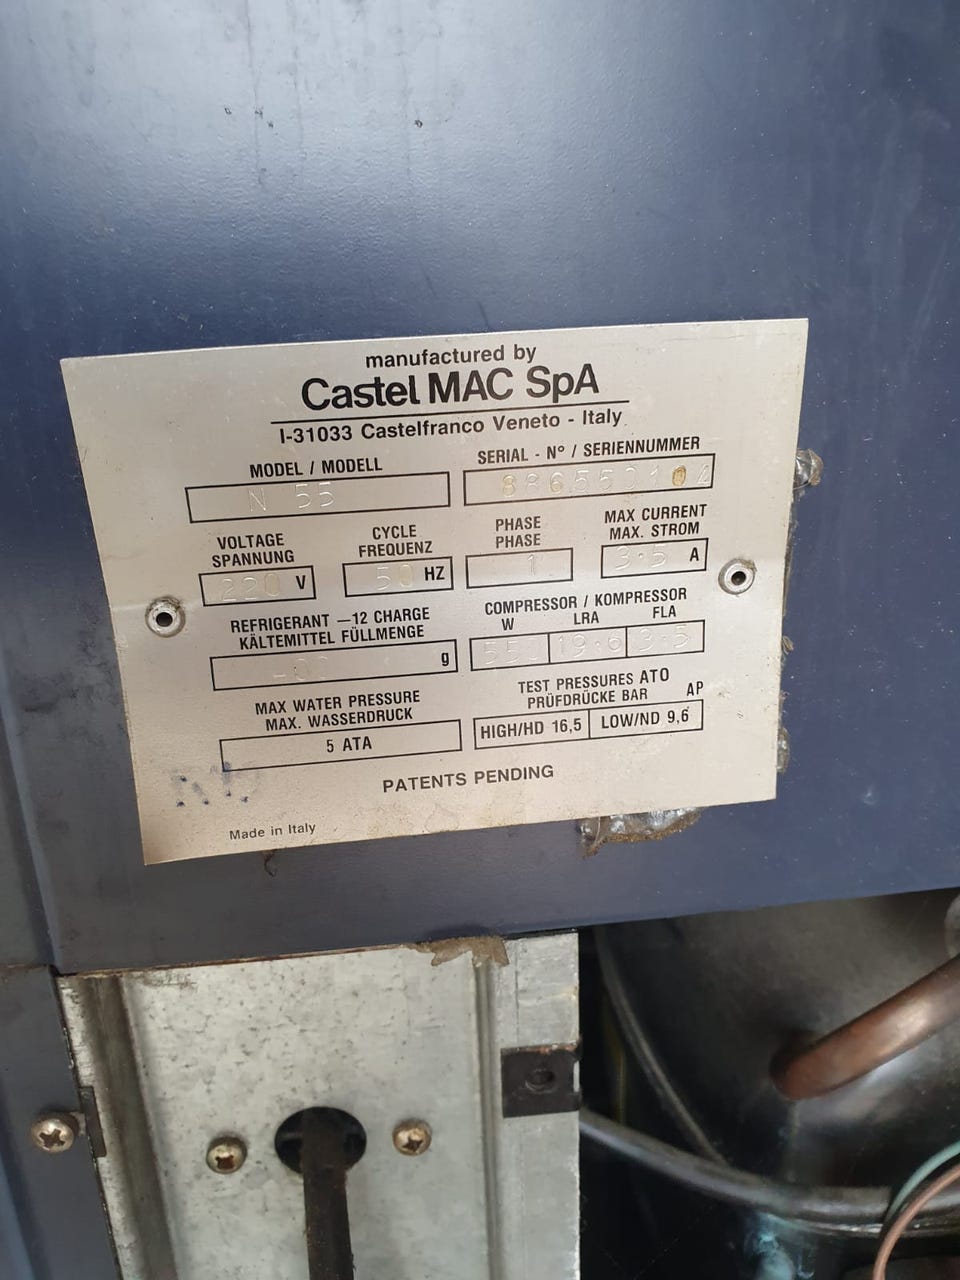 manufactured by
Castel MAC SpA
I-31033 Castelfranco Veneto - Italy
MODEL / MODELL
N 55
SERIAL - N° / SERIENNUMMER
VOLTAGE
SPANNUNG
220 V
CYCLE
FREQUENZ
50 HZ
PHASE
PHASE
1
MAX CURRENT
MAX. STROM
3.5 A
REFRIGERANT —12 CHARGE
KÄLTEMITTEL FÜLLMENGE
g
COMPRESSOR / KOMPRESSOR
W LRA FLA
550 19.6 3.5
MAX WATER PRESSURE
MAX. WASSERDRUCK
5 ATA
TEST PRESSURES ATO
PRÜFDRÜCKE BAR AP
HIGH/HD 16,5 LOW/ND 9,6
PATENTS PENDING
Made in Italy